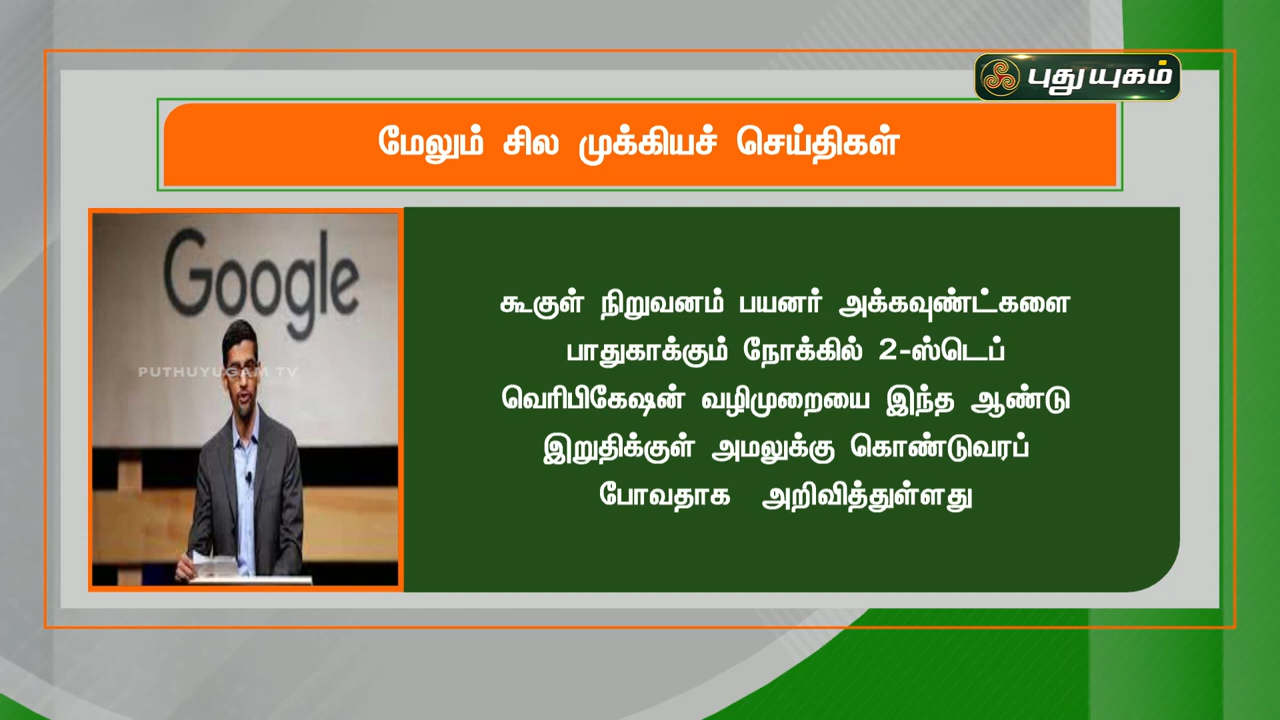 புதுயுகம்
மேலும் சில முக்கியச் செய்திகள்
Google
PUTHUYUGAM TV
கூகுள் நிறுவனம் பயனர் அக்கவுண்ட்களை
பாதுகாக்கும் நோக்கில் 2-ஸ்டெப்
வெரிபிகேஷன் வழிமுறையை இந்த ஆண்டு
இறுதிக்குள் அமலுக்கு கொண்டுவரப்
போவதாக அறிவித்துள்ளது